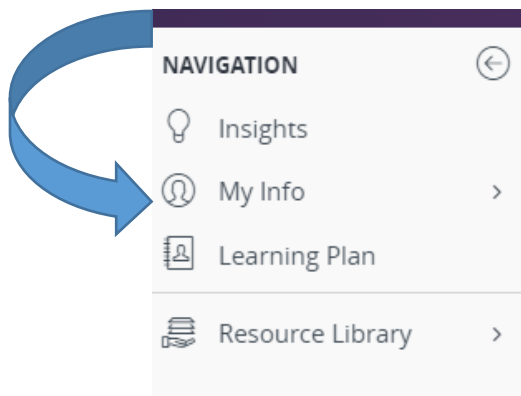 NAVIGATION
Insights
My Info
Learning Plan
Resource Library